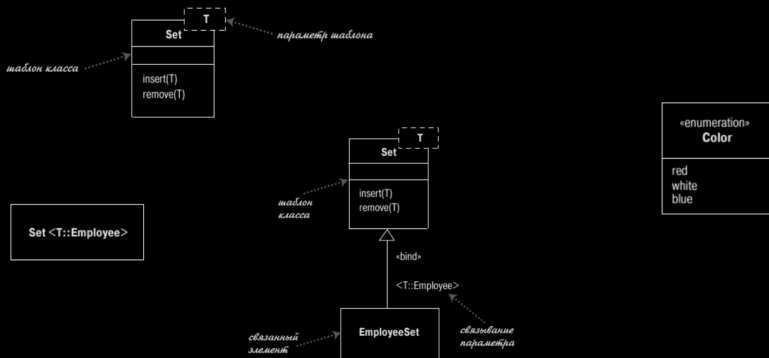 T
Set
параметр шаблона
шаблон класса
insert(T)
remove(T)
Set <T::Employee>
T
Set
insert(T)
remove(T)
шаблон
класса
«bind»
<T::Employee>
EmployeeSet
связанный
элемент
связывание
параметра
«enumeration»
Color
red
white
blue